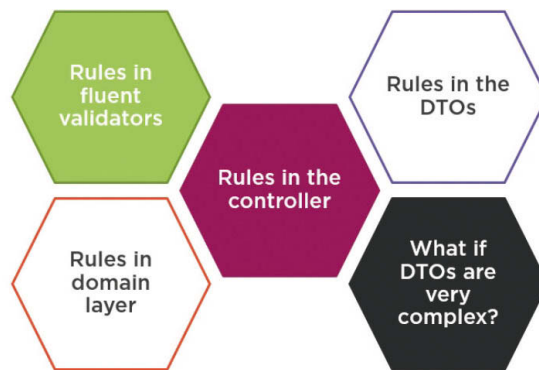 Rules in
fluent
validators
Rules in the
DTOs
Rules in the
controller
Rules in
domain
layer
What if
DTOs are
very
complex?